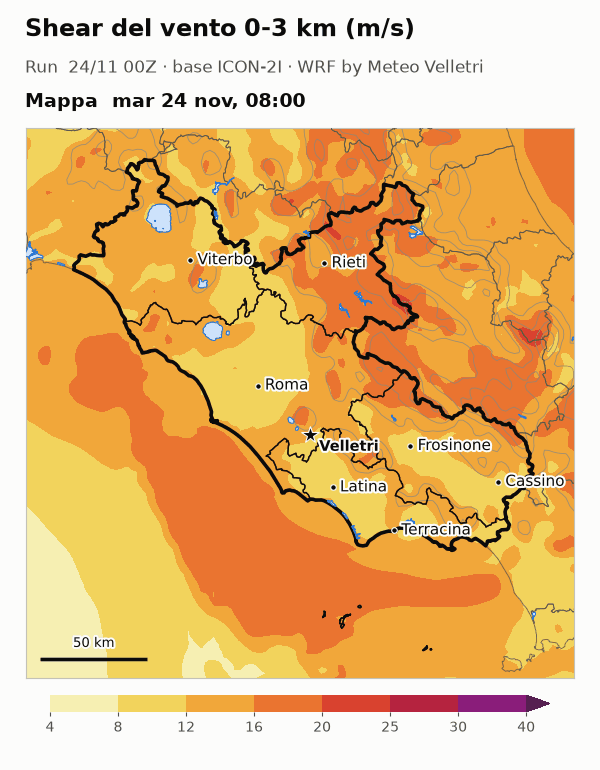 Shear del vento 0-3 km (m/s)
Run  24/11 00Z · base ICON-2I · WRF by Meteo Velletri
Mappa  mar 24 nov, 08:00
Viterbo
Rieti
Roma
Velletri
Frosinone
Cassino
Latina
Terracina
50 km
4 8 12 16 20 25 30 40